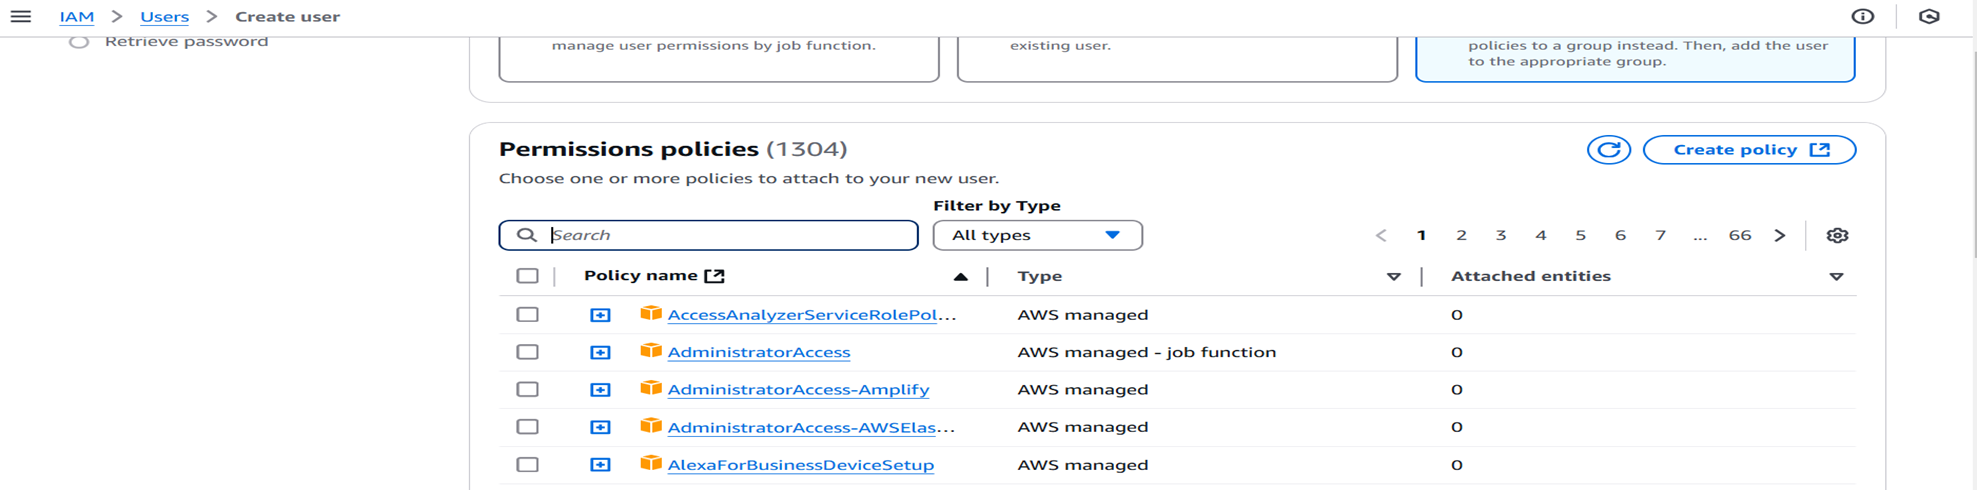 IAM > Users > Create user
Retrieve password
manage user permissions by job function.
existing user.
policies to a group instead. Then, add the user
to the appropriate group.
Permissions policies (1304)
Create policy
Choose one or more policies to attach to your new user.
Filter by Type
Search
All types
1 2 3 4 5 6 7 ... 66
Policy name Type Attached entities
AccessAnalyzerServiceRolePol... AWS managed 0
AdministratorAccess AWS managed - job function 0
AdministratorAccess-Amplify AWS managed 0
AdministratorAccess-AWSElas... AWS managed 0
AlexaForBusinessDeviceSetup AWS managed 0